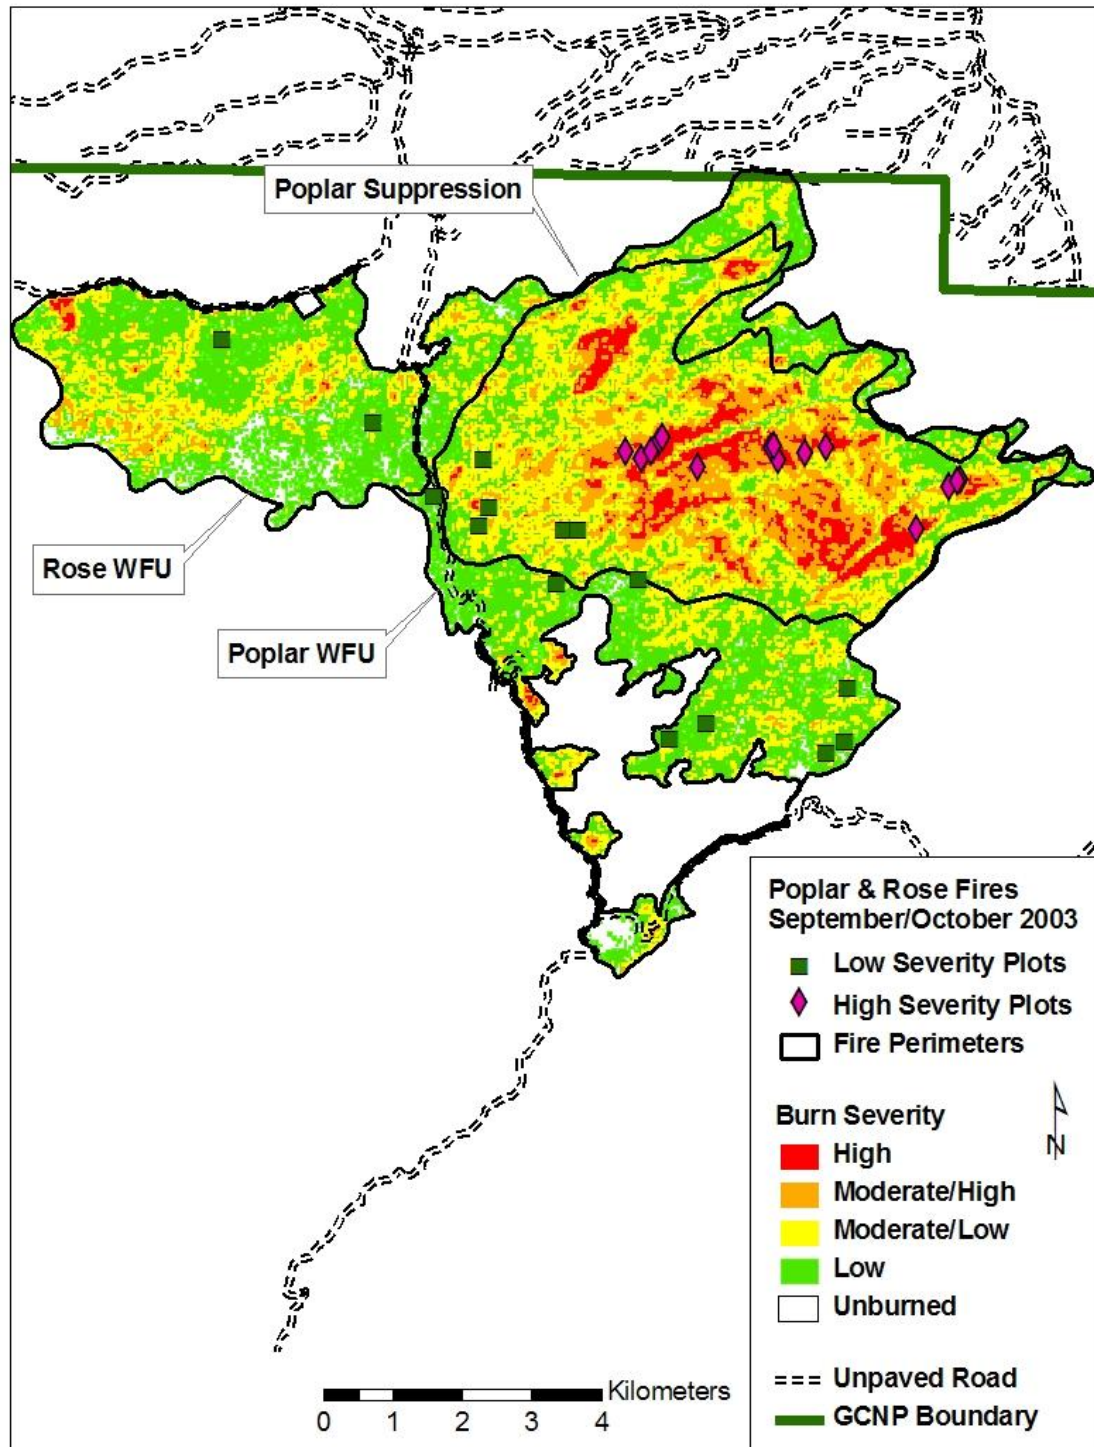 Poplar Suppression
Rose WFU
Poplar WFU
Poplar & Rose Fires
September/October 2003
Low Severity Plots
High Severity Plots
Fire Perimeters
Burn Severity
High
Moderate/High
Moderate/Low
Low
Unburned
N
Unpaved Road
GCNP Boundary
Kilometers
0 1 2 3 4